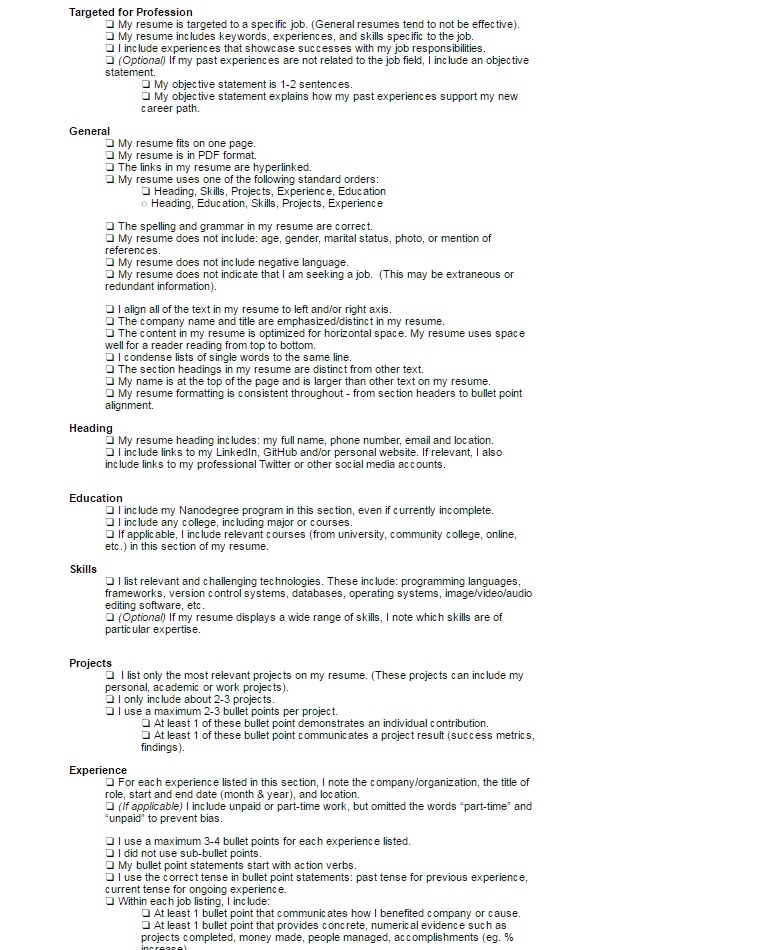 Targeted for Profession
❏ My resume is targeted to a specific job. (General resumes tend to not be effective).
❏ My resume includes keywords, experiences, and skills specific to the job.
❏ I include experiences that showcase successes with my job responsibilities.
❏ (Optional) If my past experiences are not related to the job field, I include an objective
statement.
❏ My objective statement is 1-2 sentences.
❏ My objective statement explains how my past experiences support my new
career path.
General
❏ My resume fits on one page.
❏ My resume is in PDF format.
❏ The links in my resume are hyperlinked.
❏ My resume uses one of the following standard orders:
❏ Heading, Skills, Projects, Experience, Education
○ Heading, Education, Skills, Projects, Experience
❏ The spelling and grammar in my resume are correct.
❏ My resume does not include: age, gender, marital status, photo, or mention of
references.
❏ My resume does not include negative language.
❏ My resume does not indicate that I am seeking a job. (This may be extraneous or
redundant information).
❏ I align all of the text in my resume to left and/or right axis.
❏ The company name and title are emphasized/distinct in my resume.
❏ The content in my resume is optimized for horizontal space. My resume uses space
well for a reader reading from top to bottom.
❏ I condense lists of single words to the same line.
❏ The section headings in my resume are distinct from other text.
❏ My name is at the top of the page and is larger than other text on my resume.
❏ My resume formatting is consistent throughout - from section headers to bullet point
alignment.
Heading
❏ My resume heading includes: my full name, phone number, email and location.
❏ I include links to my LinkedIn, GitHub and/or personal website. If relevant, I also
include links to my professional Twitter or other social media accounts.
Education
❏ I include my Nanodegree program in this section, even if currently incomplete.
❏ I include any college, including major or courses.
❏ If applicable, I include relevant courses (from university, community college, online,
etc.) in this section of my resume.
Skills
❏ I list relevant and challenging technologies. These include: programming languages,
frameworks, version control systems, databases, operating systems, image/video/audio
editing software, etc.
❏ (Optional) If my resume displays a wide range of skills, I note which skills are of
particular expertise.
Projects
❏ I list only the most relevant projects on my resume. (These projects can include my
personal, academic or work projects).
❏ I only include about 2-3 projects.
❏ I use a maximum 2-3 bullet points per project.
❏ At least 1 of these bullet point demonstrates an individual contribution.
❏ At least 1 of these bullet point communicates a project result (success metrics,
findings).
Experience
❏ For each experience listed in this section, I note the company/organization, the title of
role, start and end date (month & year), and location.
❏ (If applicable) I include unpaid or part-time work, but omitted the words “part-time” and
“unpaid” to prevent bias.
❏ I use a maximum 3-4 bullet points for each experience listed.
❏ I did not use sub-bullet points.
❏ My bullet point statements start with action verbs.
❏ I use the correct tense in bullet point statements: past tense for previous experience,
current tense for ongoing experience.
❏ Within each job listing, I include:
❏ At least 1 bullet point that communicates how I benefited company or cause.
❏ At least 1 bullet point that provides concrete, numerical evidence such as
projects completed, money made, people managed, accomplishments (eg. %
increase)